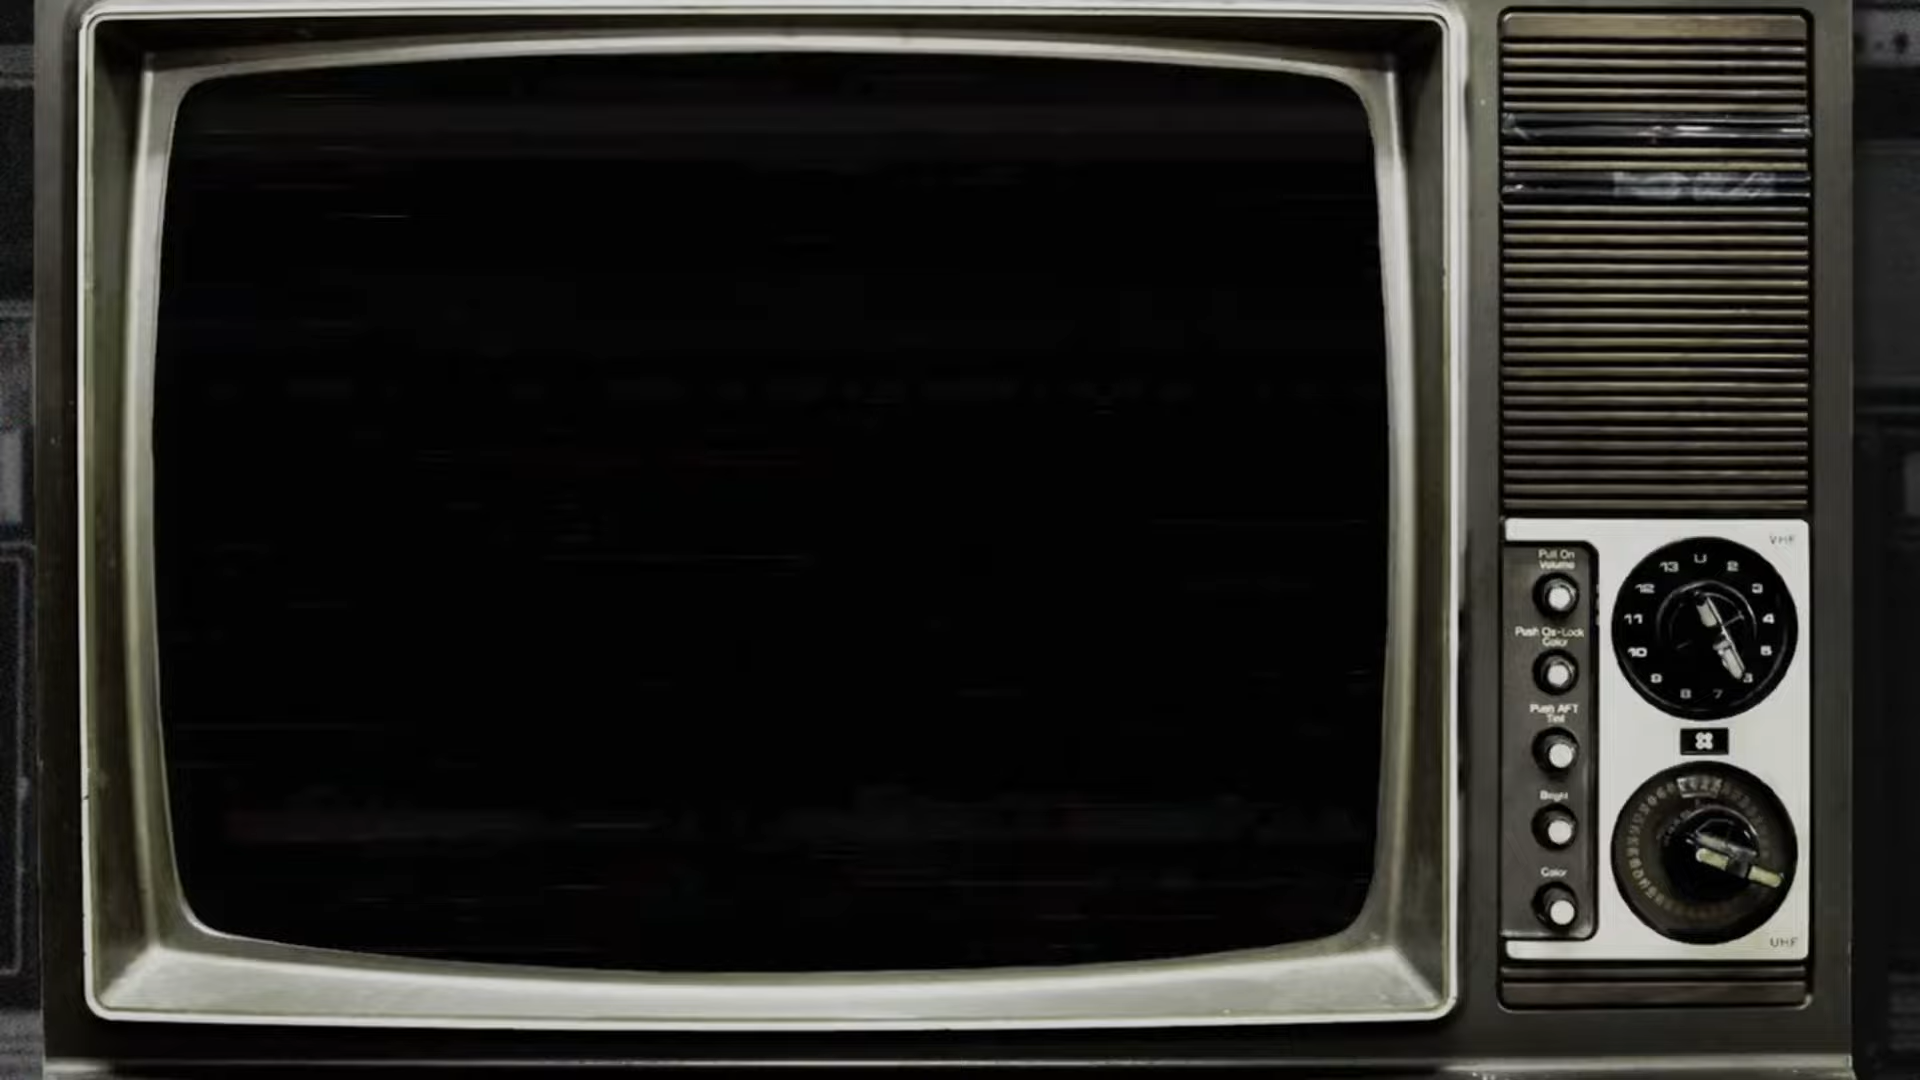 VHF
Pull On
Volume
U
13
2
12
3
11
4
10
5
9
8
7
Push On-Lock
Color
Push AFT
Tint
Bright
Color
UHF